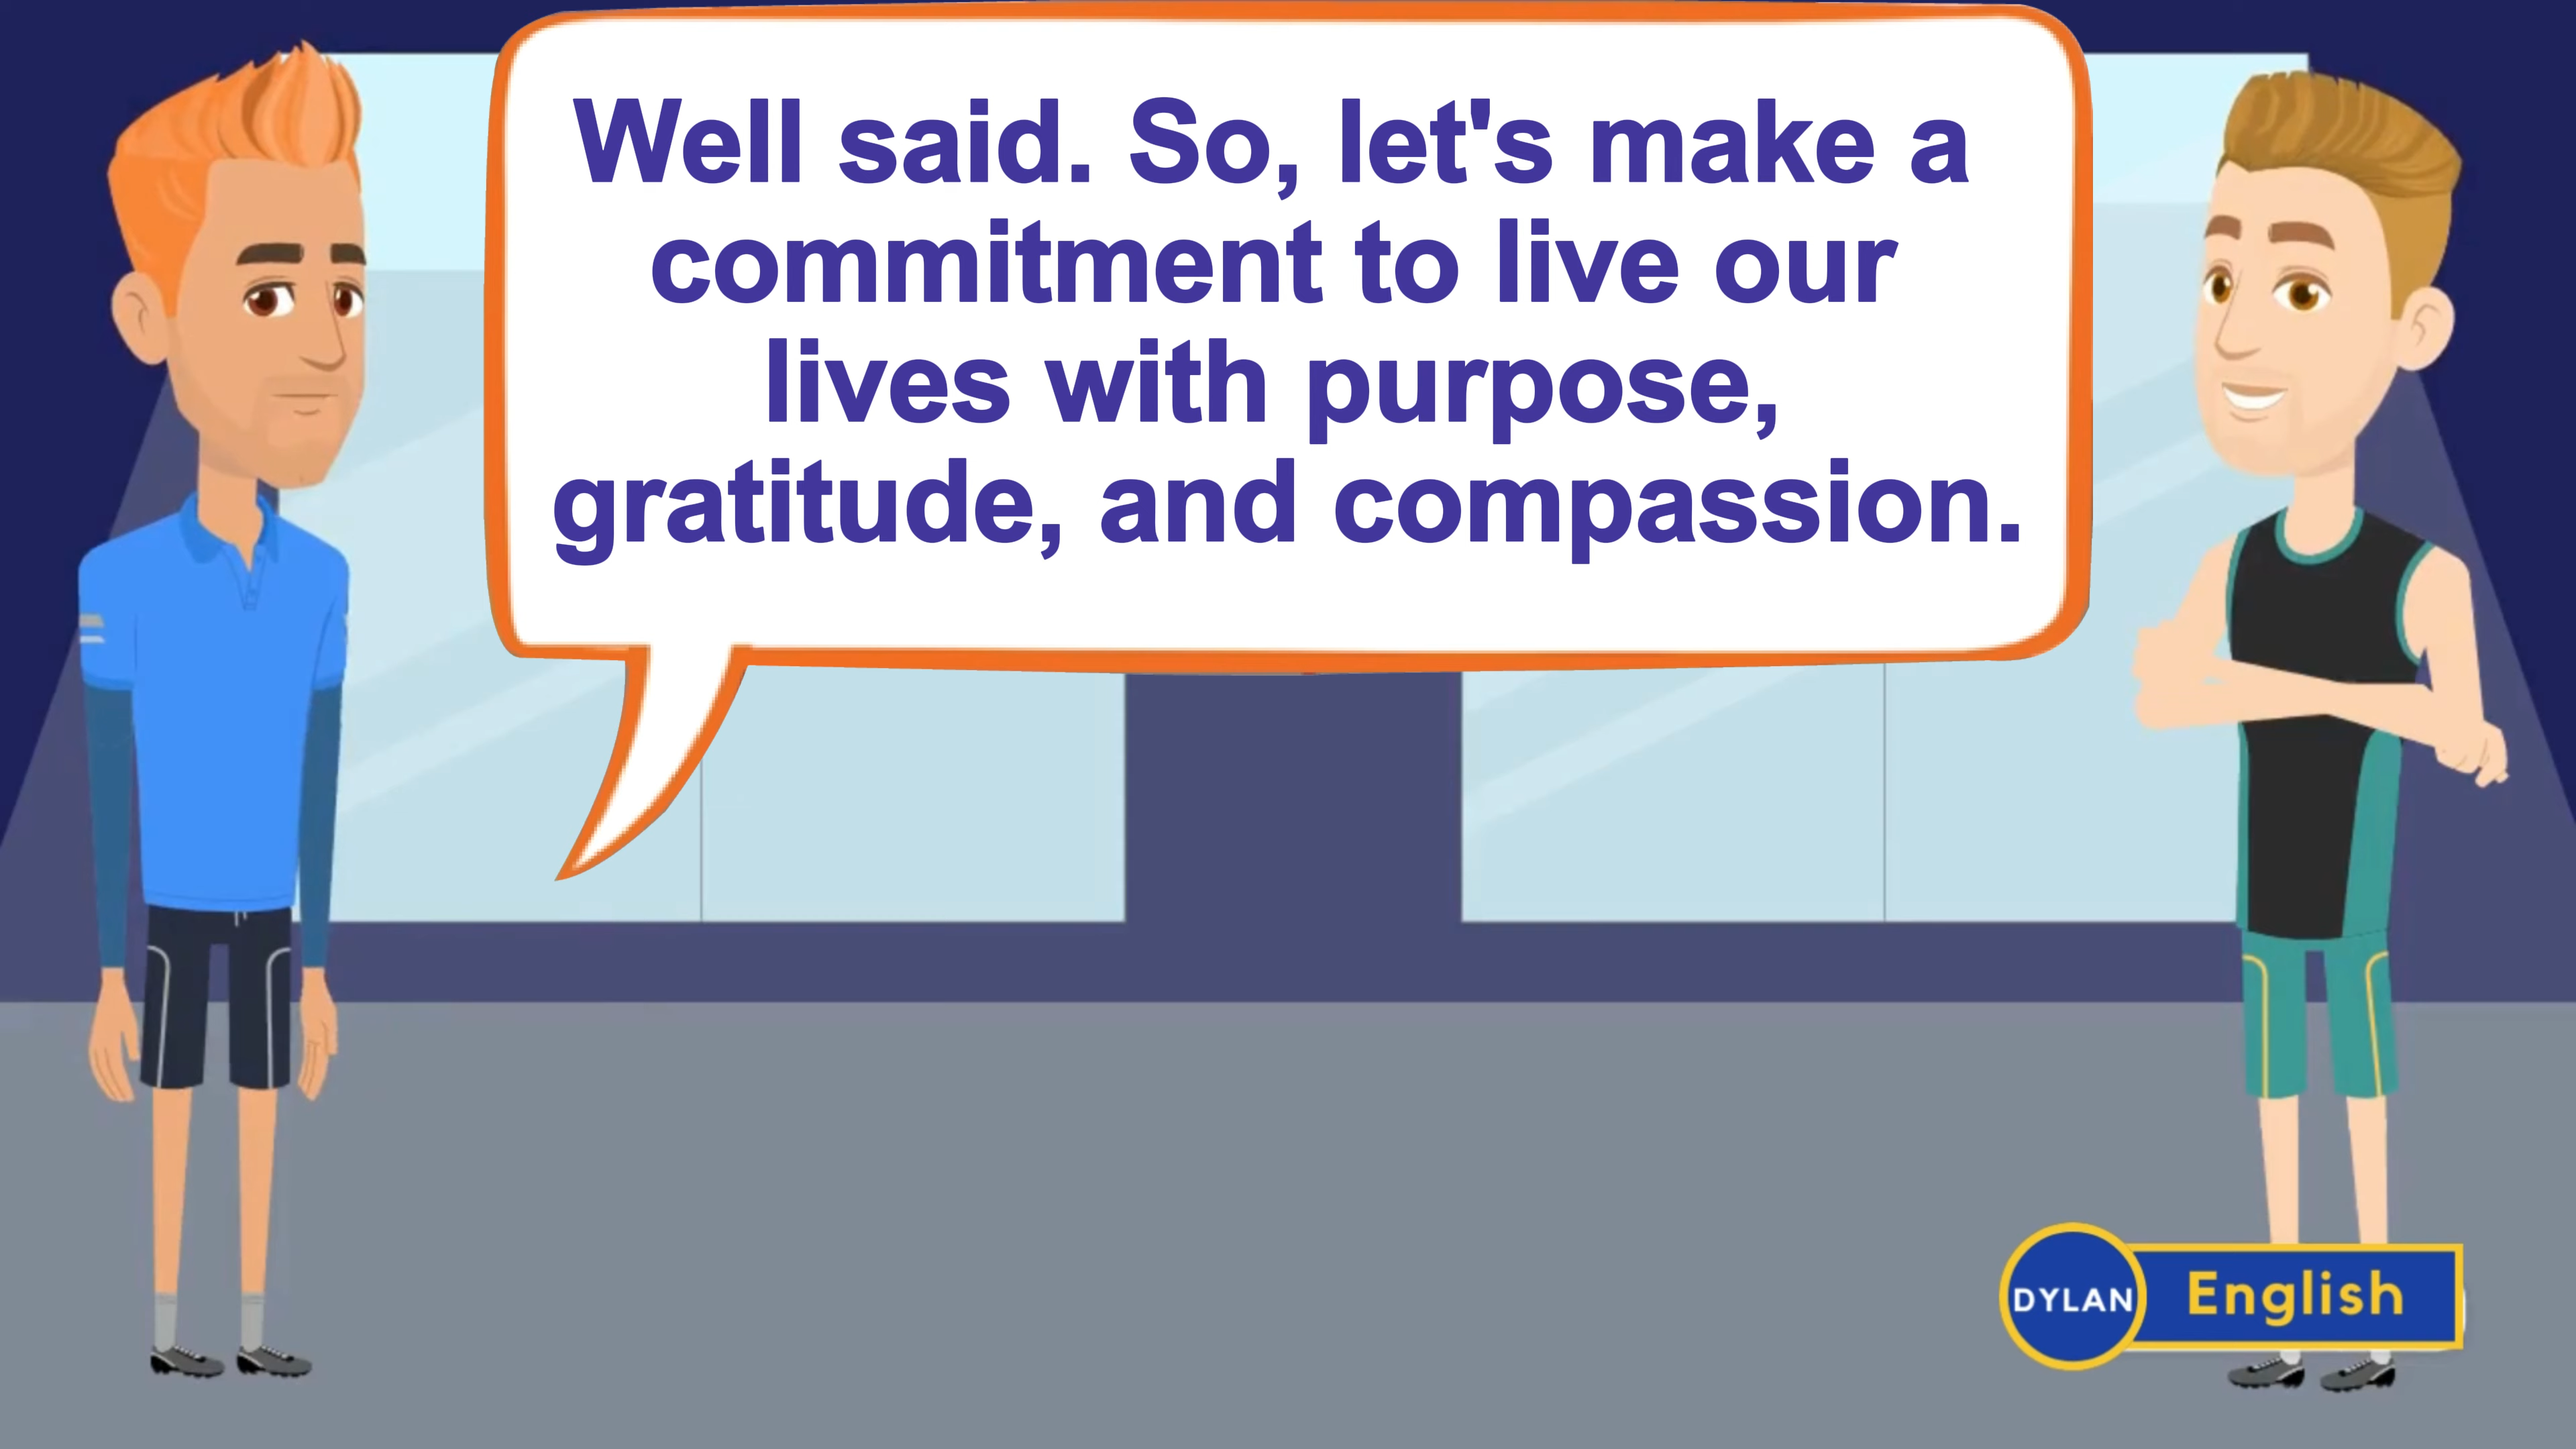 Well said. So, let's make a
commitment to live our
lives with purpose,
gratitude, and compassion.
DYLAN English